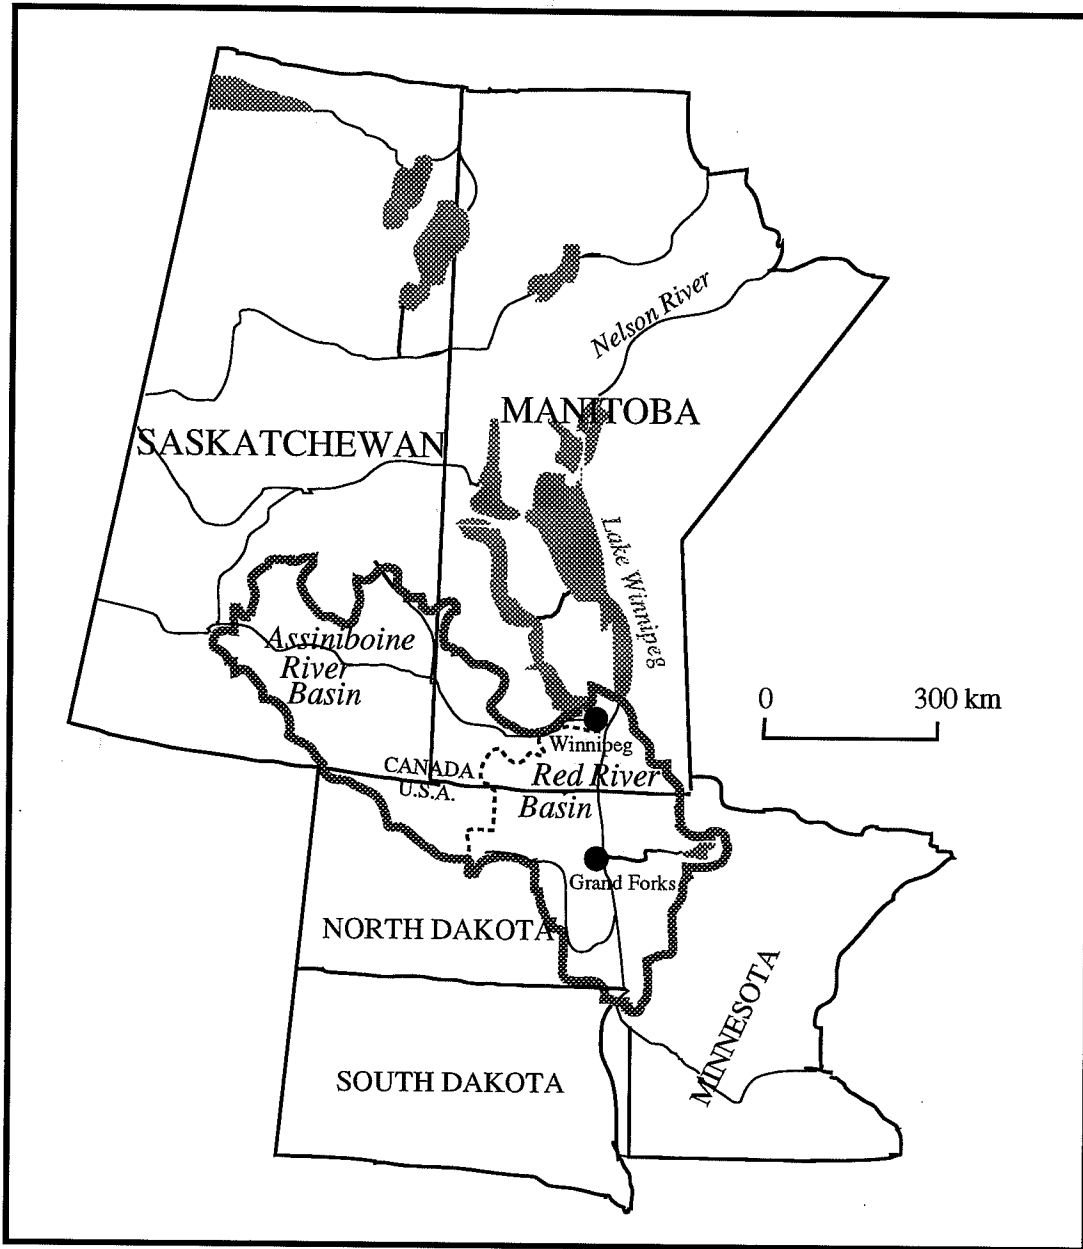 Nelson River
MANITOBA
SASKATCHEWAN
Lake Winnipeg
Assiniboine
River
Basin
0 300 km
Winnipeg
CANADA
U.S.A.
Red River
Basin
Grand Forks
NORTH DAKOTA
MINNESOTA
SOUTH DAKOTA